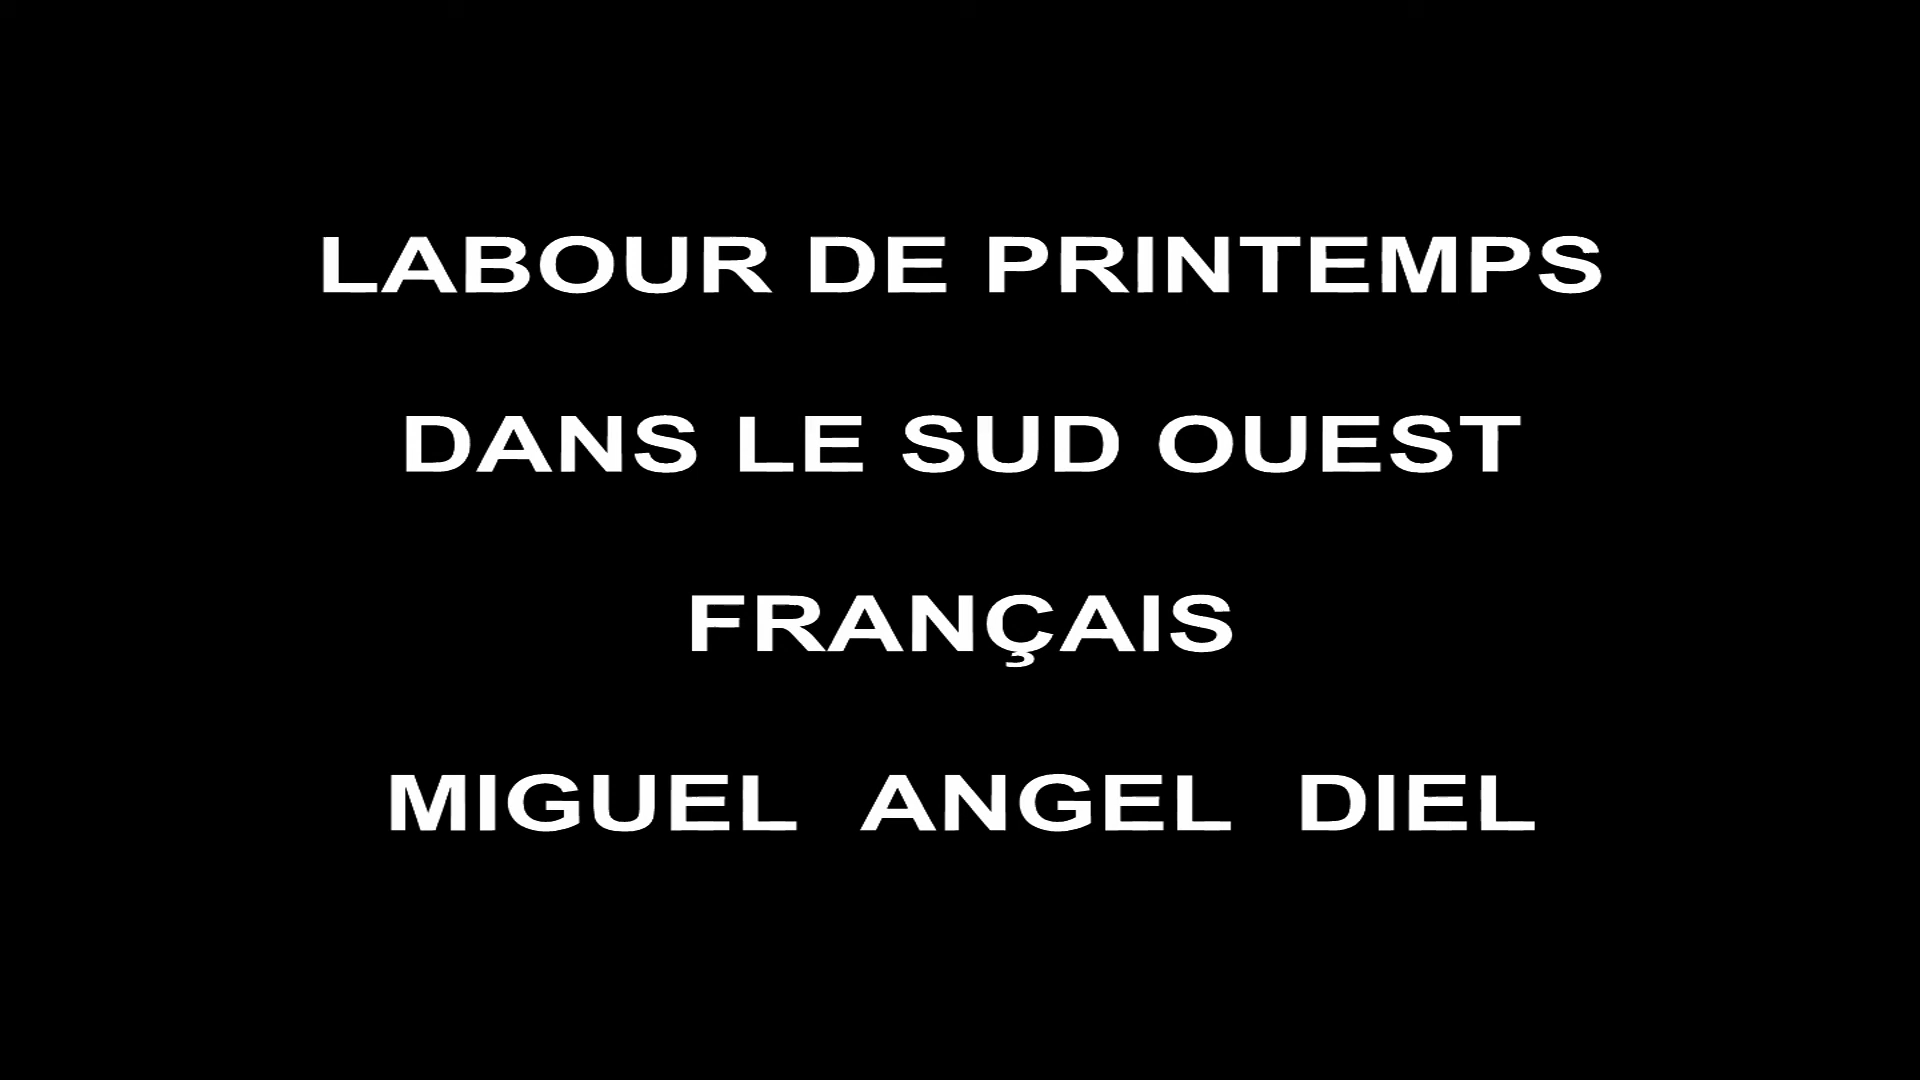 LABOUR DE PRINTEMPS
DANS LE SUD OUEST
FRANÇAIS
MIGUEL ANGEL DIEL